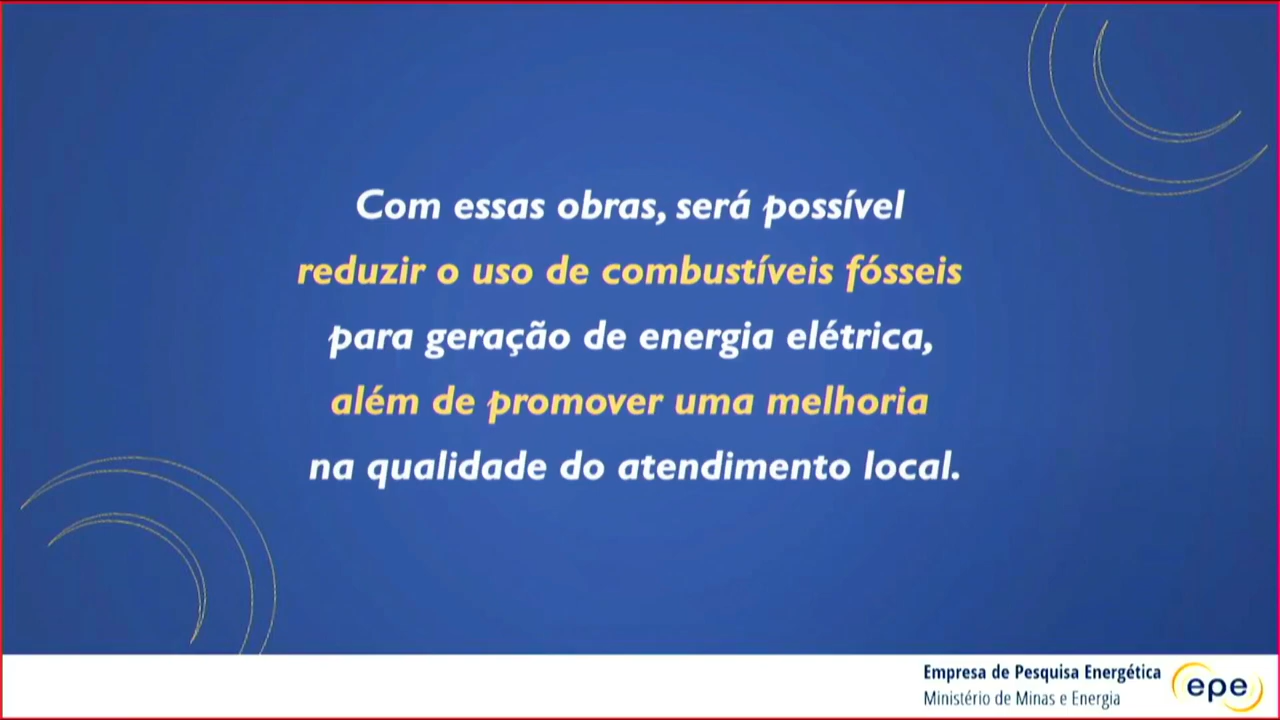 Com essas obras, será possível
reduzir o uso de combustíveis fósseis
para geração de energia elétrica,
além de promover uma melhoria
na qualidade do atendimento local.
Empresa de Pesquisa Energética
Ministério de Minas e Energia
epe